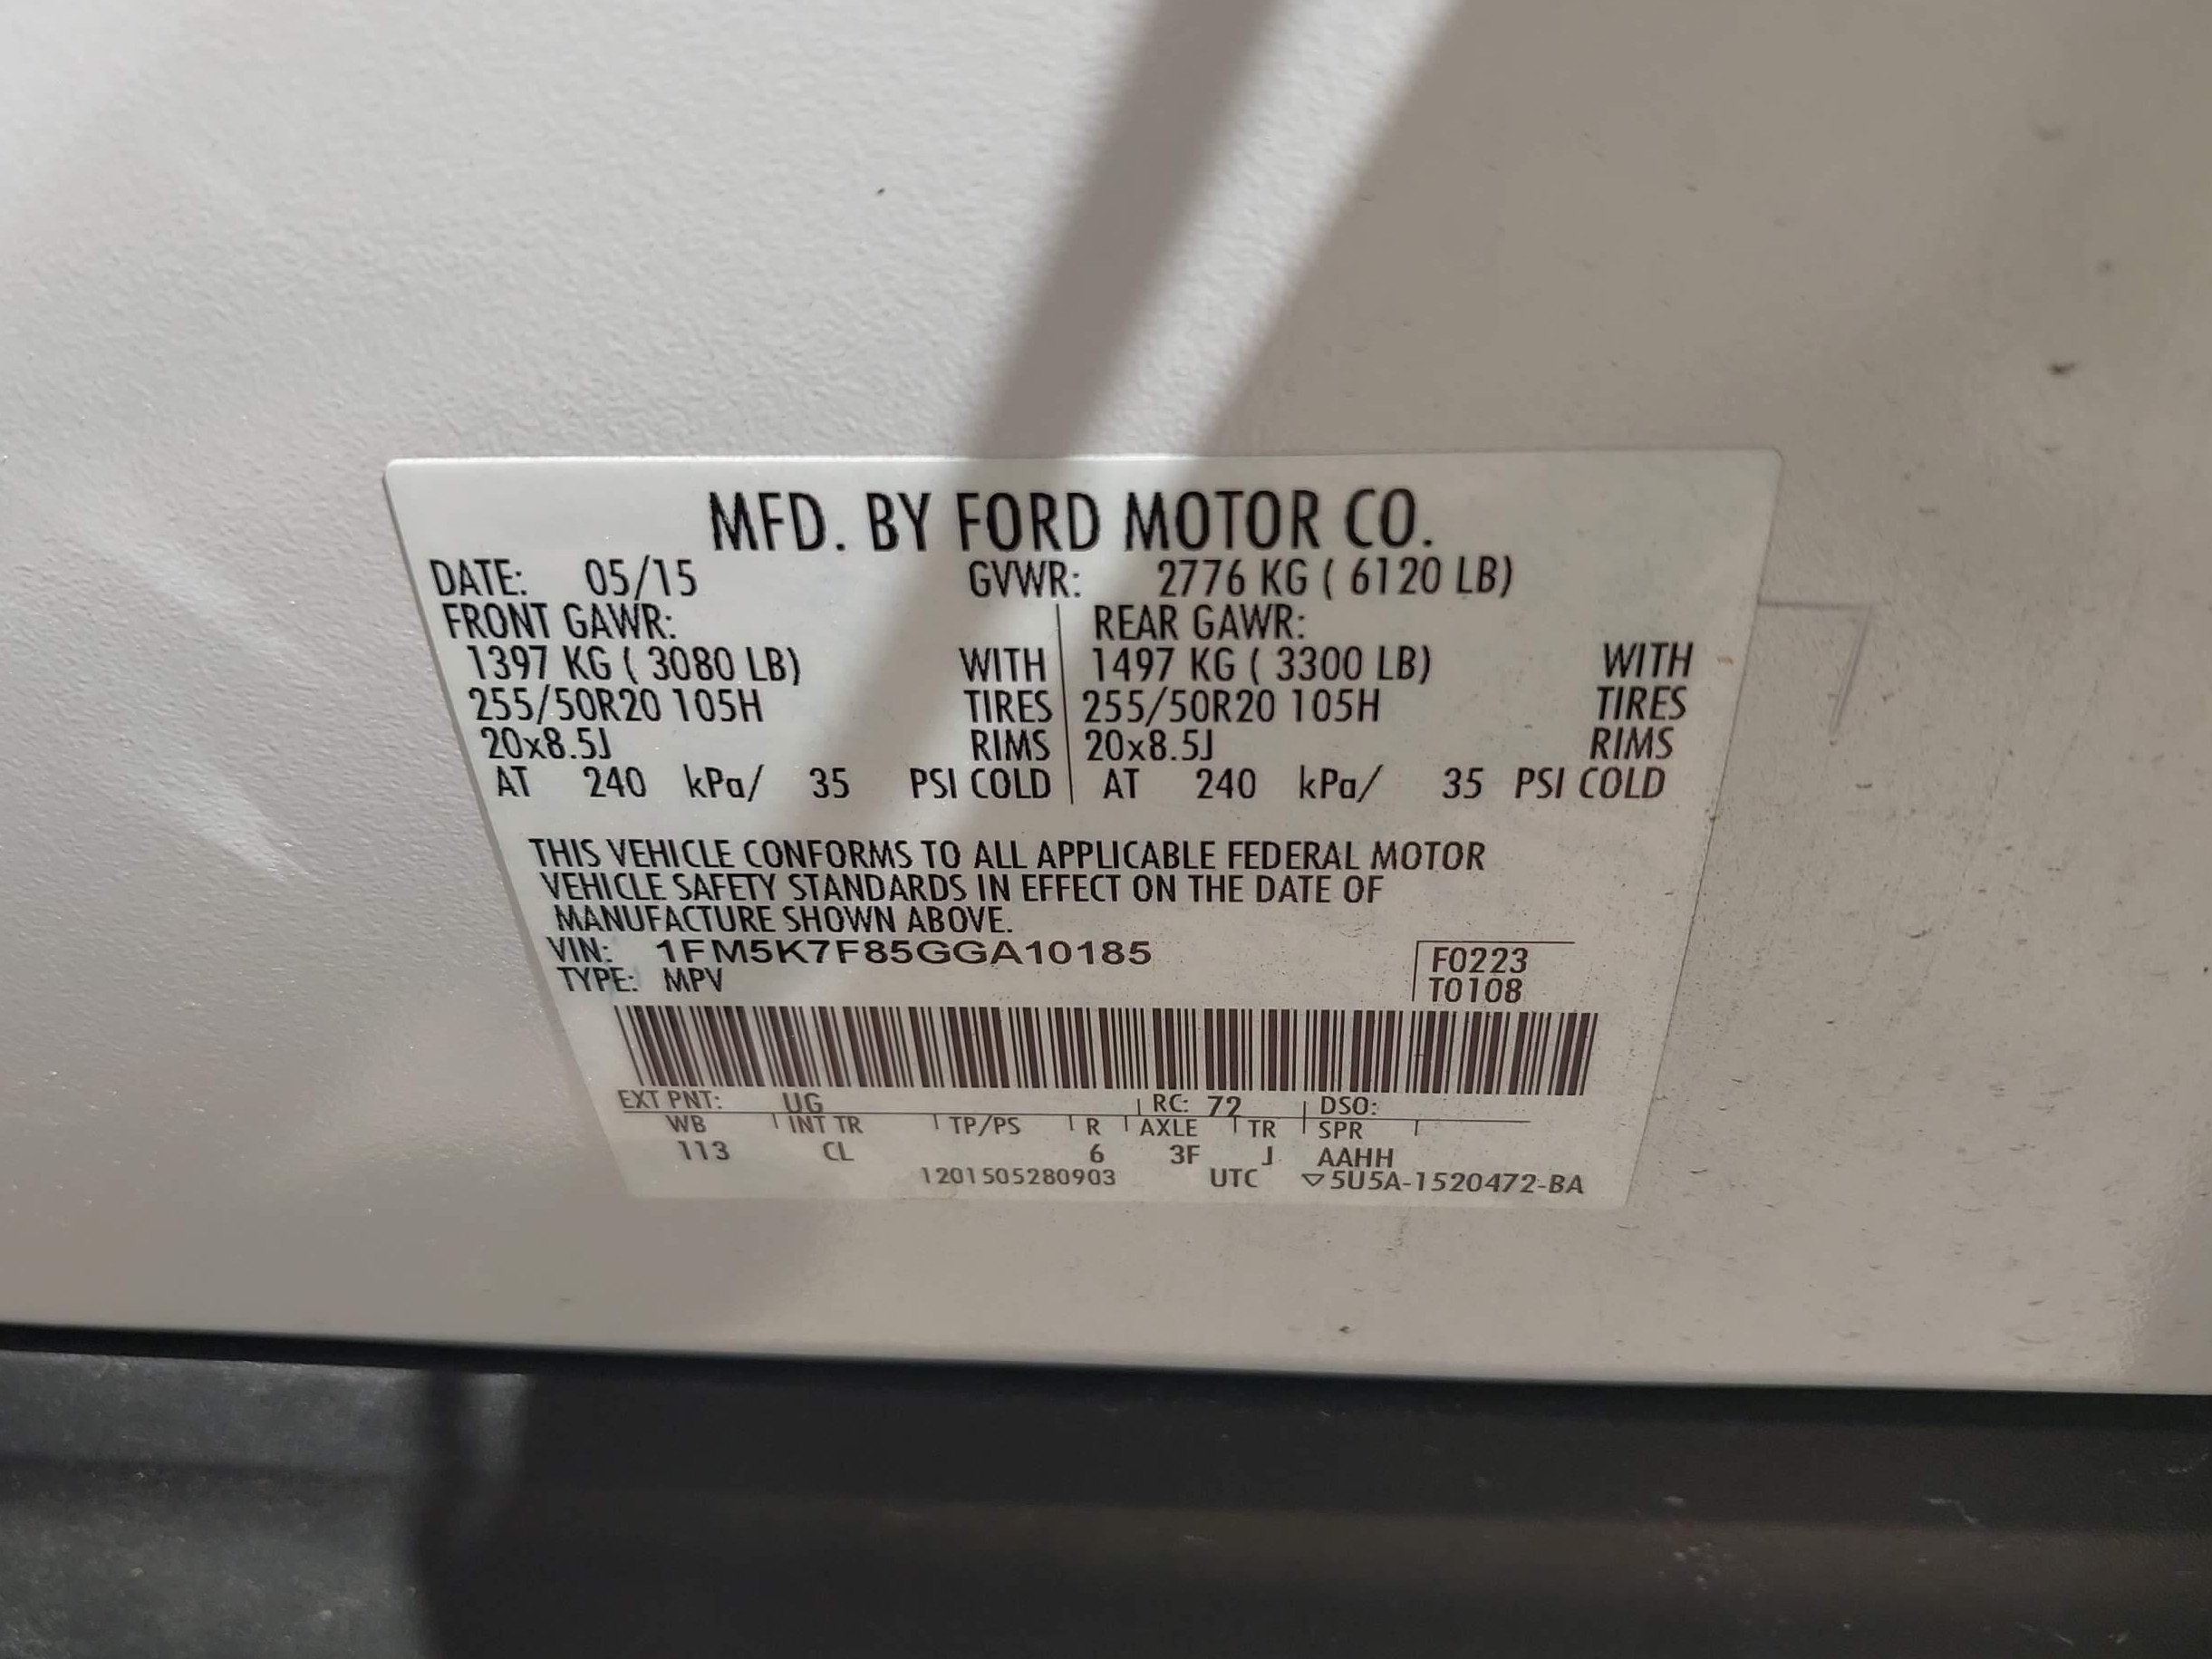 MFD. BY FORD MOTOR CO.
DATE: 05/15 GVWR: 2776 KG ( 6120 LB)
FRONT GAWR: REAR GAWR:
1397 KG ( 3080 LB) WITH 1497 KG ( 3300 LB) WITH
255/50R20 105H TIRES 255/50R20 105H TIRES
20x8.5J RIMS 20x8.5J RIMS
AT 240 kPa/ 35 PSI COLD AT 240 kPa/ 35 PSI COLD
THIS VEHICLE CONFORMS TO ALL APPLICABLE FEDERAL MOTOR
VEHICLE SAFETY STANDARDS IN EFFECT ON THE DATE OF
MANUFACTURE SHOWN ABOVE.
VIN: 1FM5K7F85GGA10185 F0223
TYPE: MPV T0108
EXT PNT: UG RC: 72 DSO:
WB INT TR TP/PS R AXLE TR SPR
113 CL 6 3F J AAHH
1201505280903 UTC ▽5U5A-1520472-BA